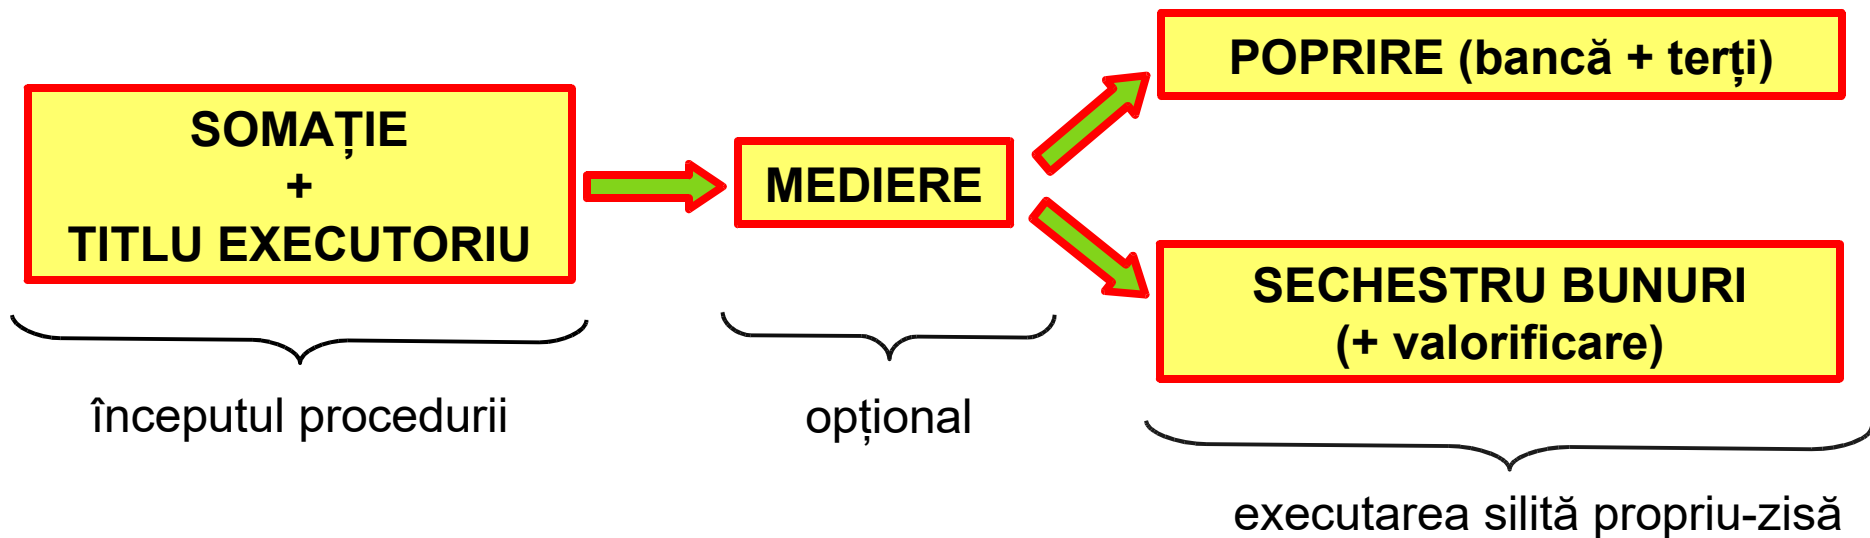 SOMAȚIE
+
TITLU EXECUTORIU
începutul procedurii
MEDIERE
opțional
POPRIRE (bancă + terți)
SECHESTRU BUNURI
(+ valorificare)
executarea silită propriu-zisă